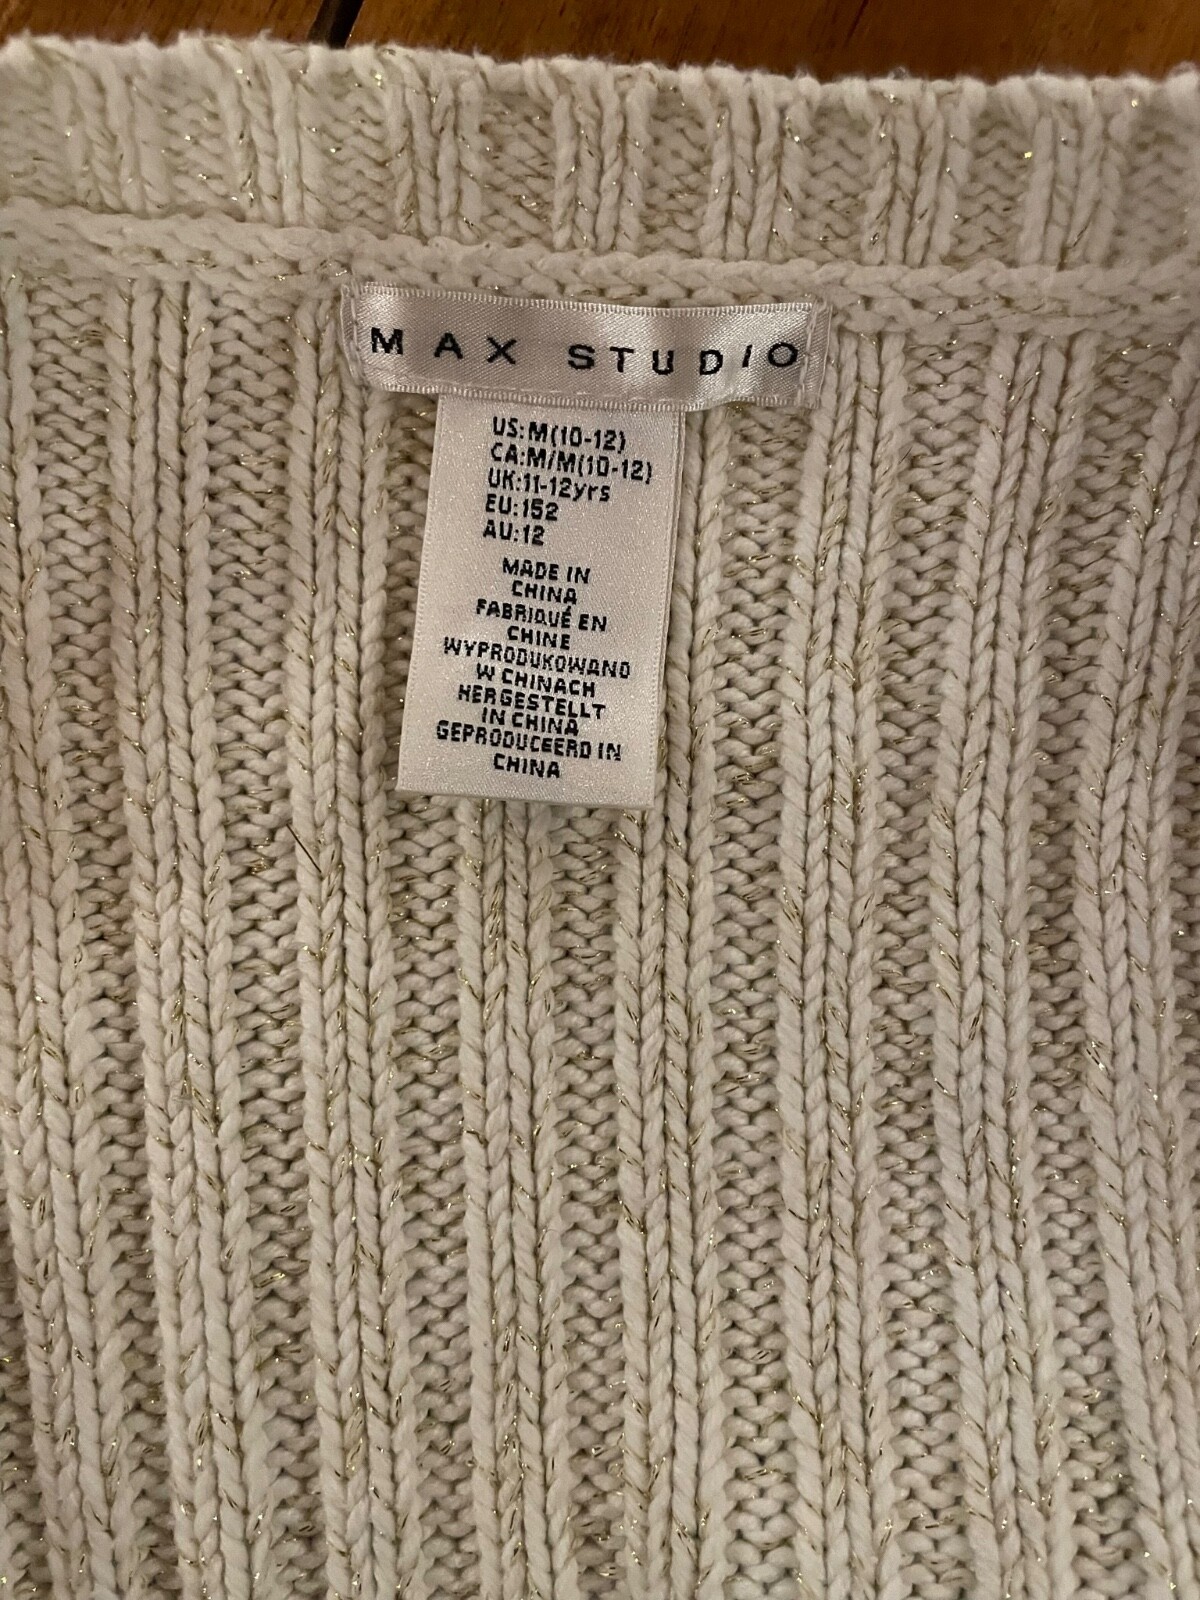 MAX STUDIO
US:M(10-12)
CA:M/M(10-12)
UK:11-12yrs
EU:152
AU:12
MADE IN
CHINA
FABRIQUÉ EN
CHINE
WYPRODUKOWANO
W CHINACH
HERGESTELLT
IN CHINA
GEPRODUCEERD IN
CHINA